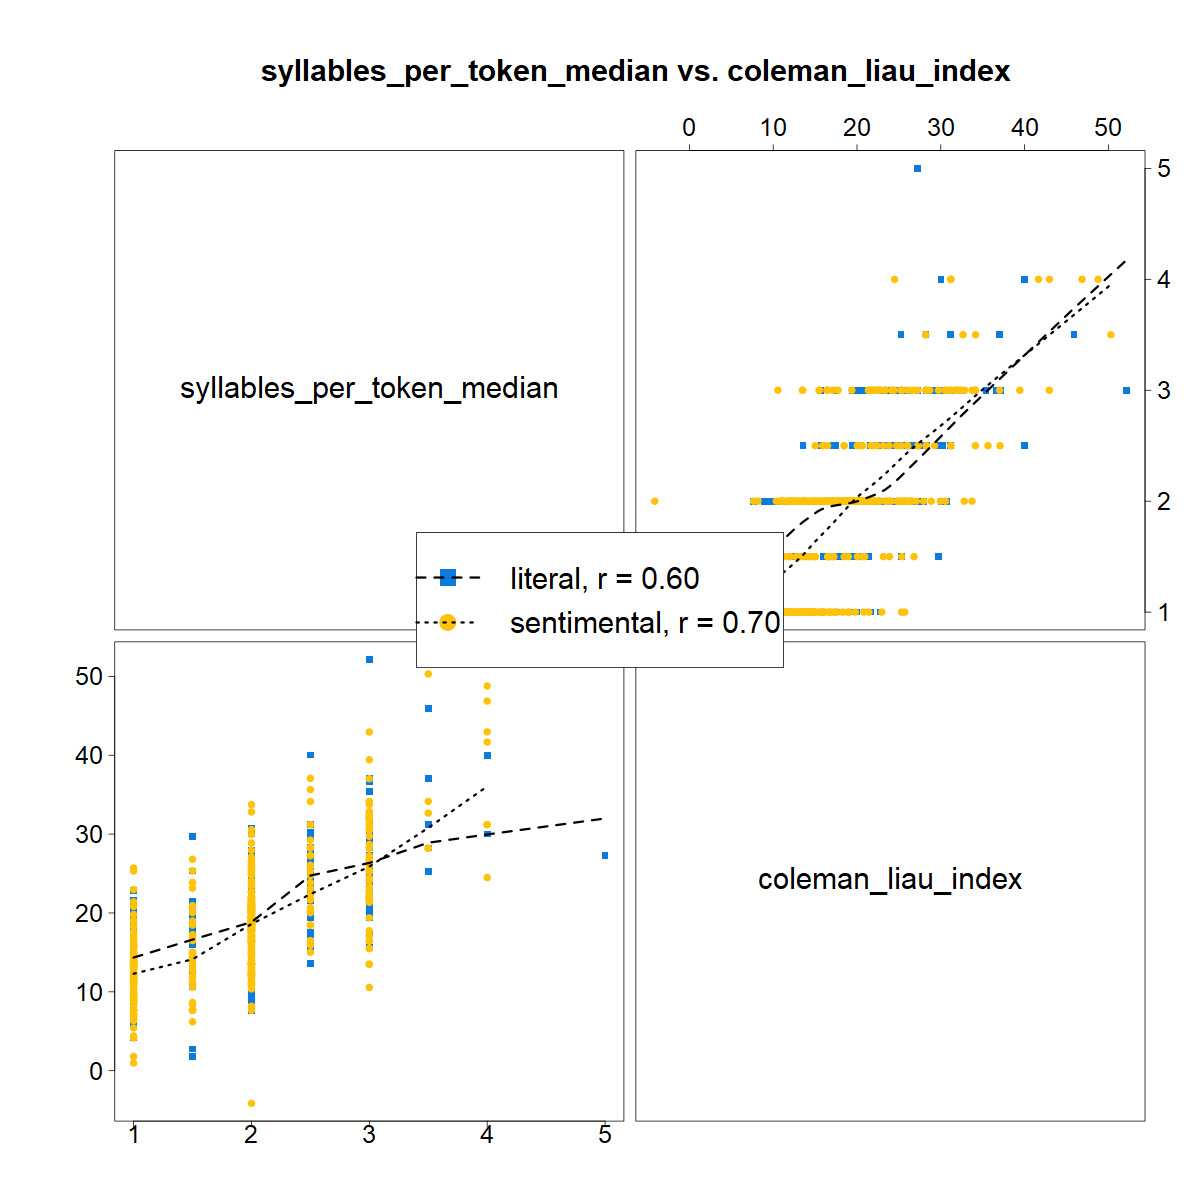 syllables_per_token_median vs. coleman_liau_index
0 10 20 30 40 50
syllables_per_token_median
5
4
3
2
1
literal, r = 0.60
sentimental, r = 0.70
50
40
30
20
10
0
coleman_liau_index
1 2 3 4 5